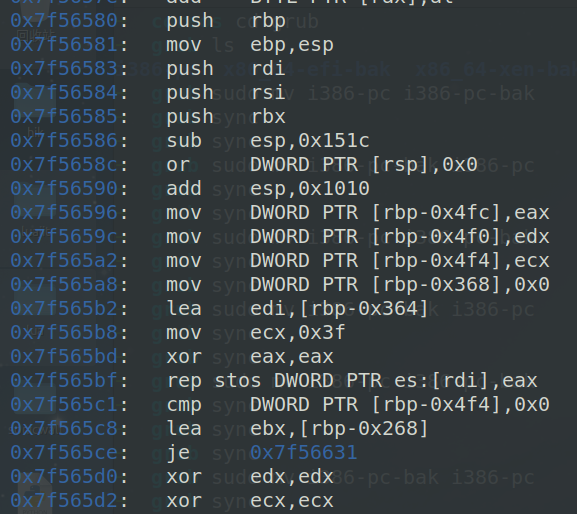 add BYTE PTR [rax],al
0x7f56580: push rbp
0x7f56581: mov ebp,esp
0x7f56583: push rdi
0x7f56584: push rsi
0x7f56585: push rbx
0x7f56586: sub esp,0x151c
0x7f5658c: or DWORD PTR [rsp],0x0
0x7f56590: add esp,0x1010
0x7f56596: mov DWORD PTR [rbp-0x4fc],eax
0x7f5659c: mov DWORD PTR [rbp-0x4f0],edx
0x7f565a2: mov DWORD PTR [rbp-0x4f4],ecx
0x7f565a8: mov DWORD PTR [rbp-0x368],0x0
0x7f565b2: lea edi,[rbp-0x364]
0x7f565b8: mov ecx,0x3f
0x7f565bd: xor eax,eax
0x7f565bf: rep stos DWORD PTR es:[rdi],eax
0x7f565c1: cmp DWORD PTR [rbp-0x4f4],0x0
0x7f565c8: lea ebx,[rbp-0x268]
0x7f565ce: je 0x7f56631
0x7f565d0: xor edx,edx
0x7f565d2: xor ecx,ecx